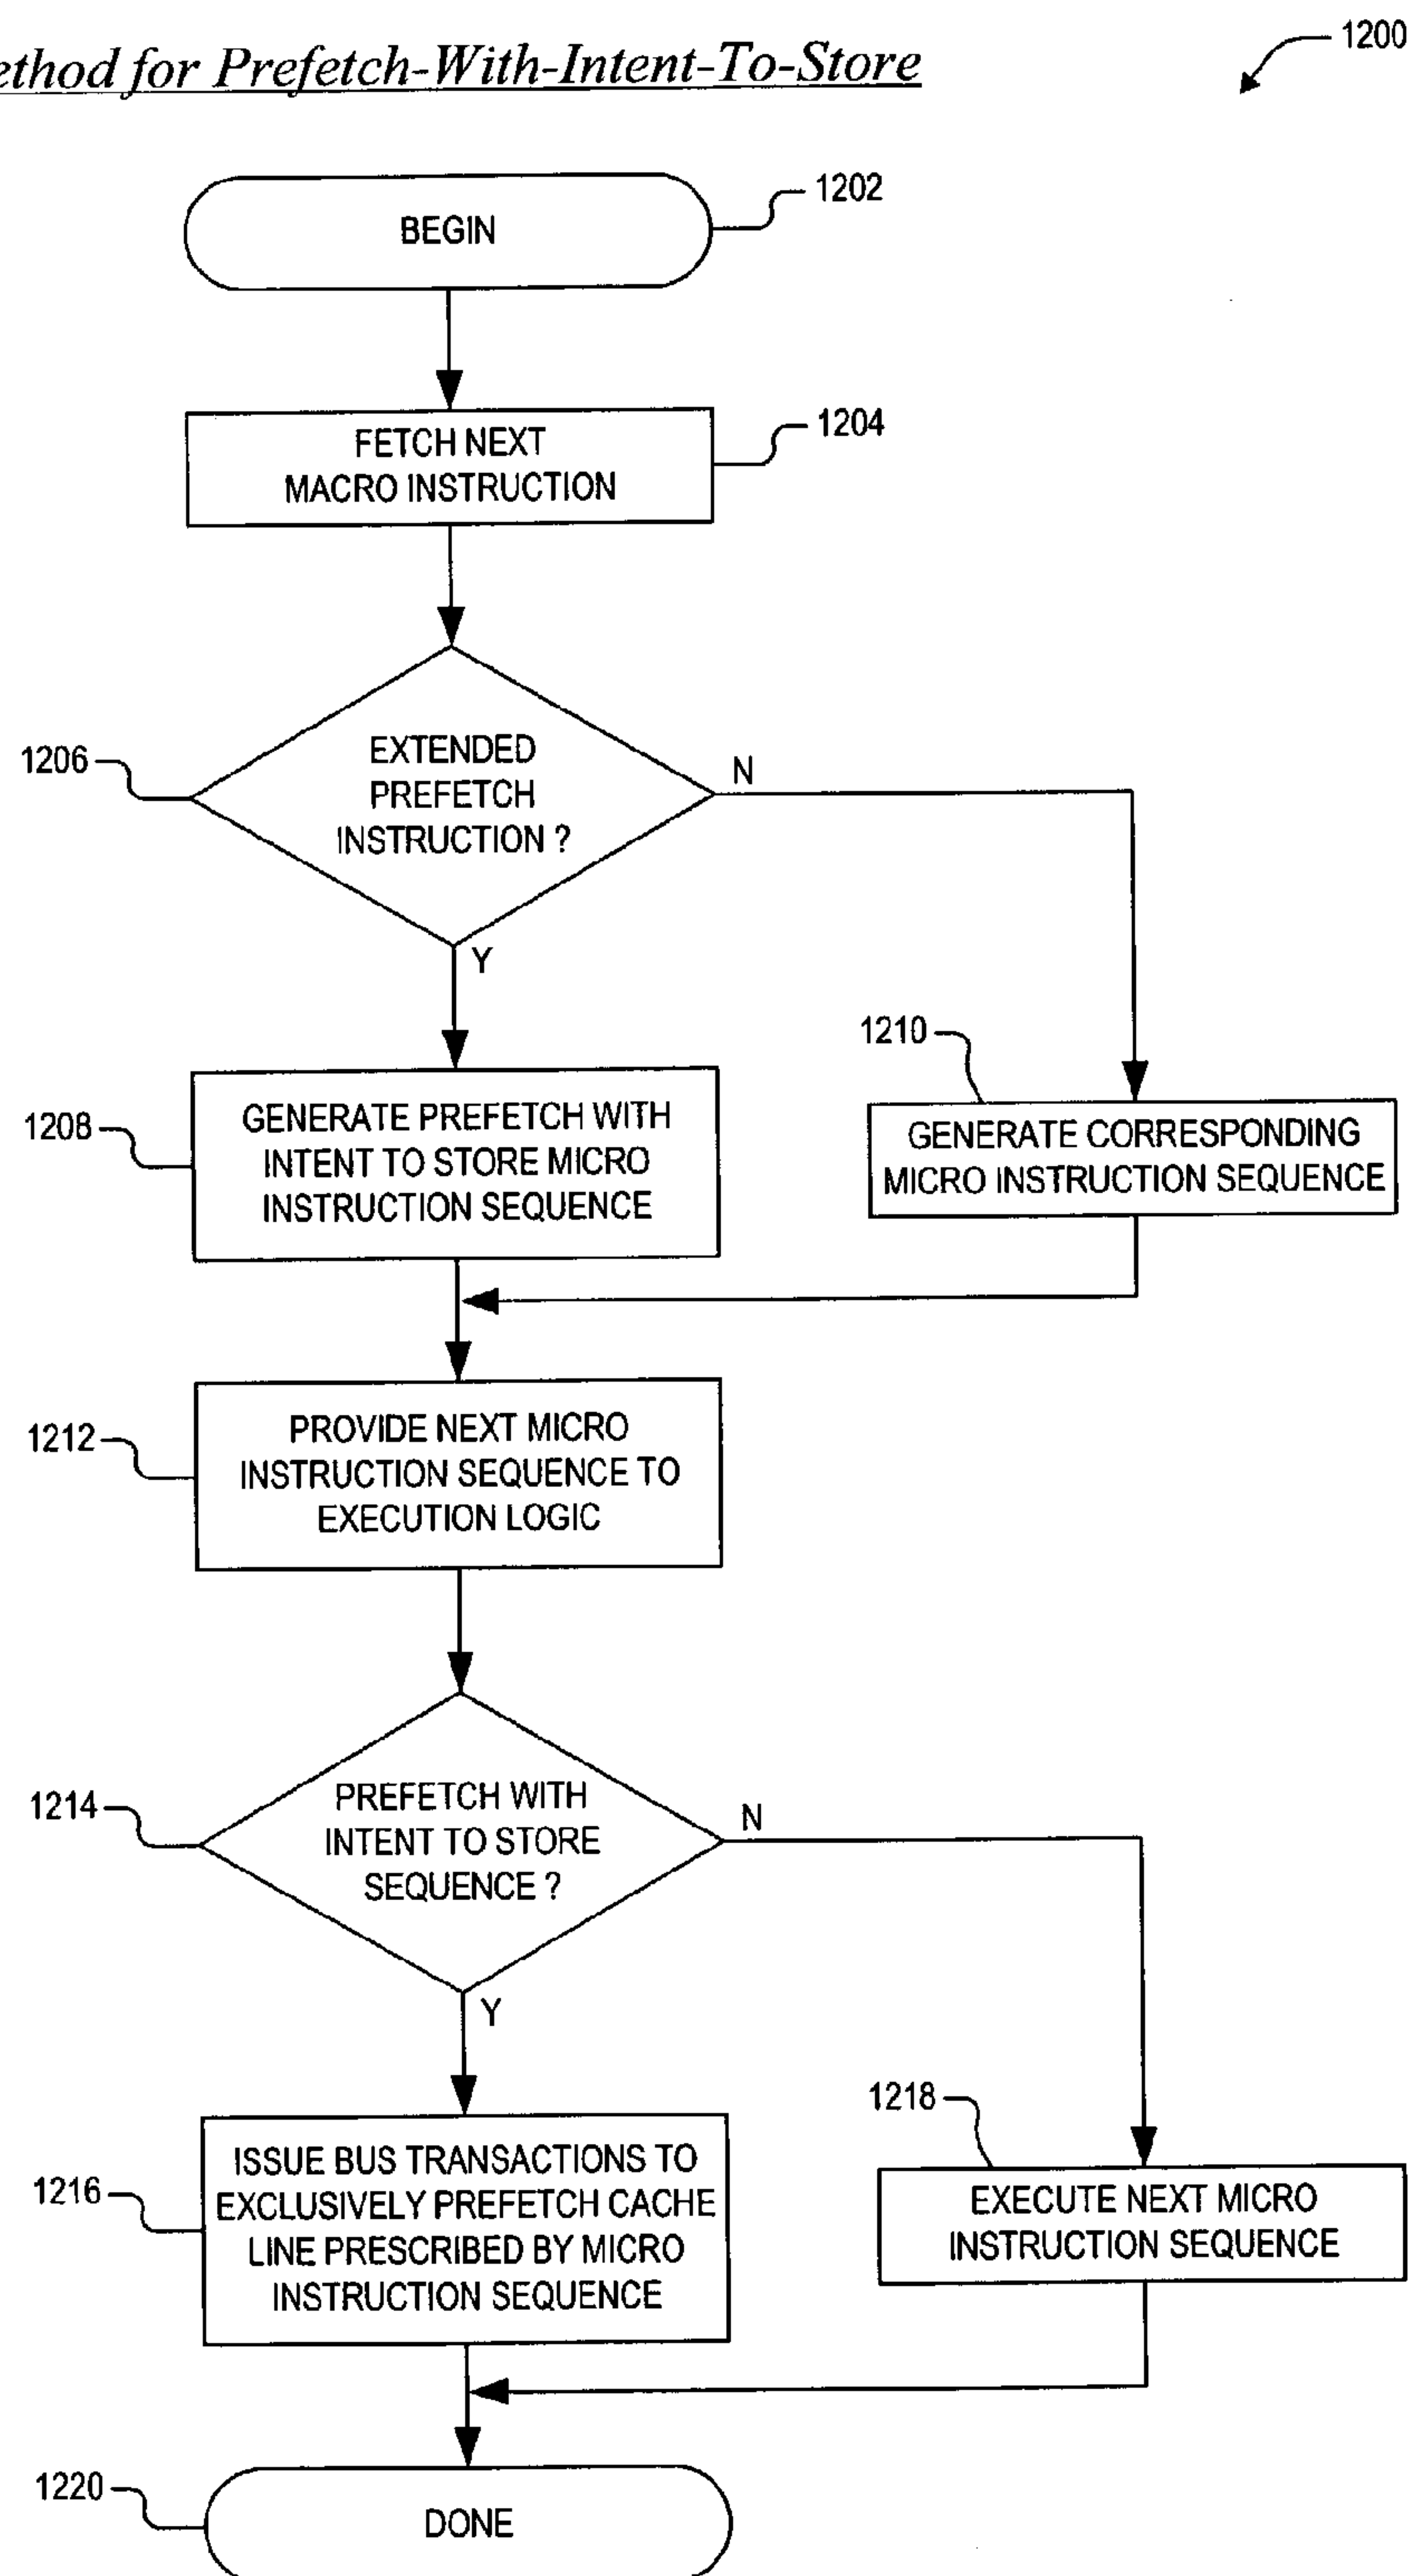 ethod for Prefetch-With-Intent-To-Store
1200
BEGIN
1202
FETCH NEXT
MACRO INSTRUCTION
1204
1206
EXTENDED
PREFETCH
INSTRUCTION ?
N
Y
1208
GENERATE PREFETCH WITH
INTENT TO STORE MICRO
INSTRUCTION SEQUENCE
1210
GENERATE CORRESPONDING
MICRO INSTRUCTION SEQUENCE
1212
PROVIDE NEXT MICRO
INSTRUCTION SEQUENCE TO
EXECUTION LOGIC
1214
PREFETCH WITH
INTENT TO STORE
SEQUENCE ?
N
Y
1216
ISSUE BUS TRANSACTIONS TO
EXCLUSIVELY PREFETCH CACHE
LINE PRESCRIBED BY MICRO
INSTRUCTION SEQUENCE
1218
EXECUTE NEXT MICRO
INSTRUCTION SEQUENCE
1220
DONE